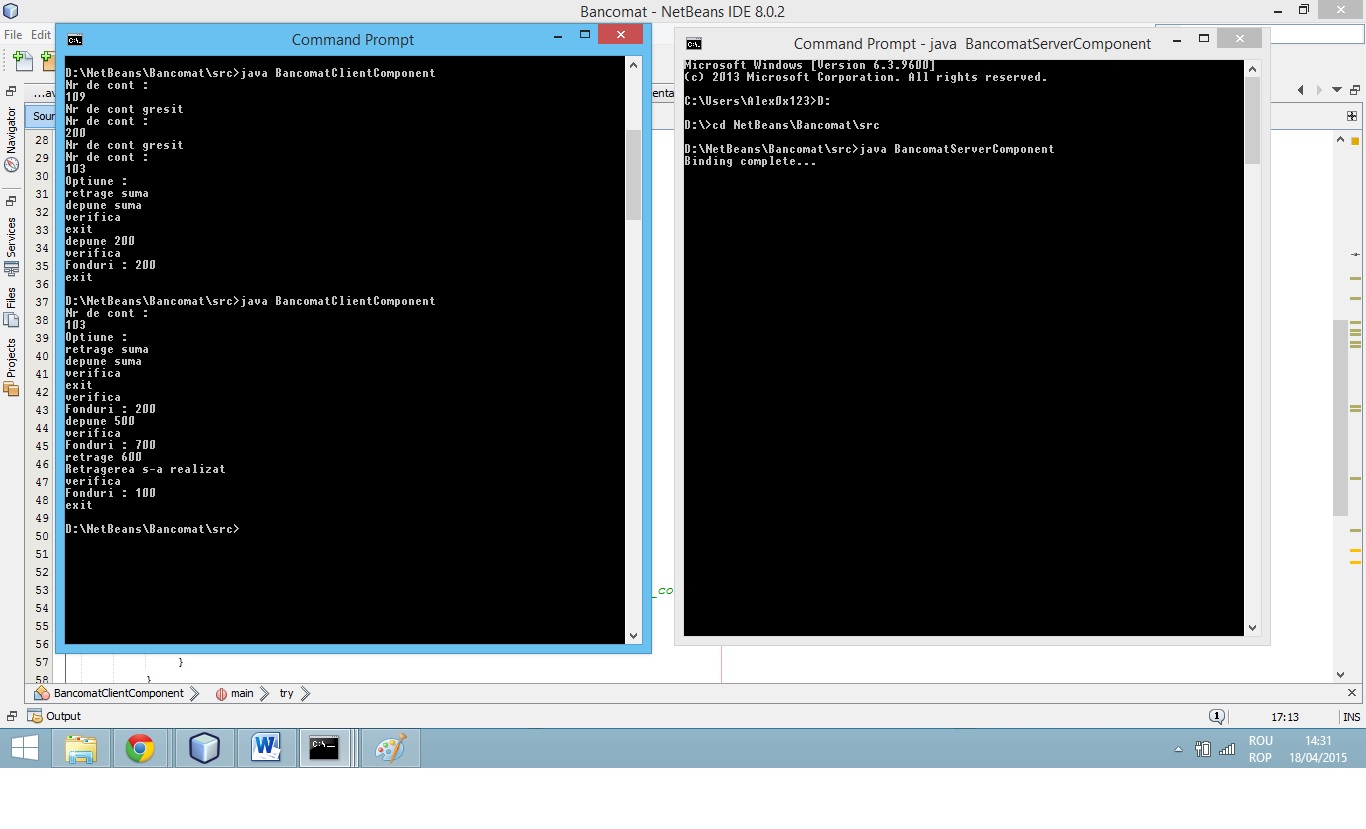 Bancomat - NetBeans IDE 8.0.2
File Edit
Command Prompt
D:\NetBeans\Bancomat\src>java BancomatClientComponent
Nr de cont :
109
Nr de cont gresit
Nr de cont :
200
Nr de cont gresit
Nr de cont :
103
Optiune :
retrage suma
depune suma
verifica
exit
depune 200
verifica
Fonduri : 200
exit
D:\NetBeans\Bancomat\src>java BancomatClientComponent
Nr de cont :
103
Optiune :
retrage suma
depune suma
verifica
exit
verifica
Fonduri : 200
depune 500
verifica
Fonduri : 700
retrage 600
Retragerea s-a realizat
verifica
Fonduri : 100
exit
D:\NetBeans\Bancomat\src>
Command Prompt - java BancomatServerComponent
Microsoft Windows [Version 6.3.9600]
(c) 2013 Microsoft Corporation. All rights reserved.
C:\Users\Alex0x123>D:
D:\>cd NetBeans\Bancomat\src
D:\NetBeans\Bancomat\src>java BancomatServerComponent
Binding complete...
...av
enta
Sour
Navigator
Services
Files
Projects
28
29
30
31
32
33
34
35
36
37
38
39
40
41
42
43
44
45
46
47
48
49
50
51
52
53
54
55
56
57
58
_co
}
}
BancomatClientComponent main try
Output
1
17:13
INS
ROU
ROP
14:31
18/04/2015